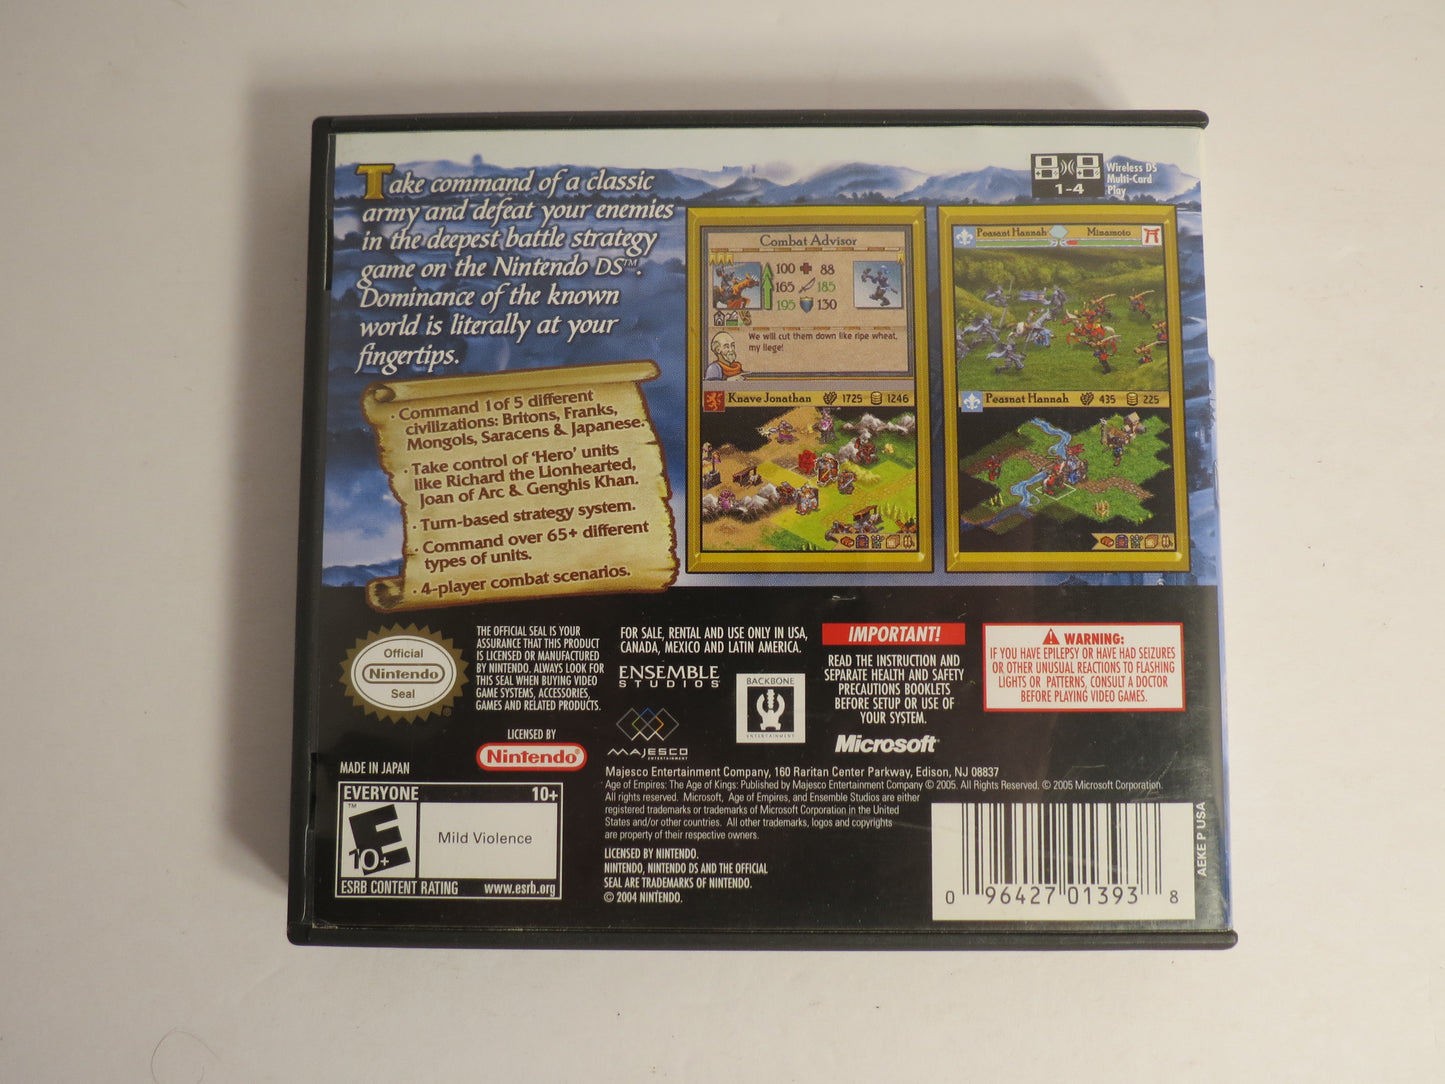 Take command of a classic
army and defeat your enemies
in the deepest battle strategy
game on the Nintendo DS™.
Dominance of the known
world is literally at your
fingertips.
· Command 1 of 5 different
civilizations: Britons, Franks,
Mongols, Saracens & Japanese.
· Take control of 'Hero' units
like Richard the Lionhearted,
Joan of Arc & Genghis Khan.
· Turn-based strategy system.
· Command over 65+ different
types of units.
· 4-player combat scenarios.
1-4
Wireless DS
Multi-Card
Play
Combat Advisor
100 88
165 185
195 130
We will cut them down like ripe wheat,
my liege!
Knave Jonathan 1725 1246
Peasant Hannah Minamoto
Peasnat Hannah 435 225
Official
Nintendo
Seal
®
THE OFFICIAL SEAL IS YOUR
ASSURANCE THAT THIS PRODUCT
IS LICENSED OR MANUFACTURED
BY NINTENDO. ALWAYS LOOK FOR
THIS SEAL WHEN BUYING VIDEO
GAME SYSTEMS, ACCESSORIES,
GAMES AND RELATED PRODUCTS.
LICENSED BY
Nintendo®
FOR SALE, RENTAL AND USE ONLY IN USA,
CANADA, MEXICO AND LATIN AMERICA.
ENSEMBLE
STUDIOS
MAJESCO
ENTERTAINMENT
BACKBONE
ENTERTAINMENT
IMPORTANT!
READ THE INSTRUCTION AND
SEPARATE HEALTH AND SAFETY
PRECAUTIONS BOOKLETS
BEFORE SETUP OR USE OF
YOUR SYSTEM.
Microsoft®
WARNING:
IF YOU HAVE EPILEPSY OR HAVE HAD SEIZURES
OR OTHER UNUSUAL REACTIONS TO FLASHING
LIGHTS OR PATTERNS, CONSULT A DOCTOR
BEFORE PLAYING VIDEO GAMES.
MADE IN JAPAN
EVERYONE 10+
™
E
10+
Mild Violence
ESRB CONTENT RATING www.esrb.org
Majesco Entertainment Company, 160 Raritan Center Parkway, Edison, NJ 08837
Age of Empires: The Age of Kings: Published by Majesco Entertainment Company © 2005. All Rights Reserved. © 2005 Microsoft Corporation.
All rights reserved. Microsoft, Age of Empires, and Ensemble Studios are either
registered trademarks or trademarks of Microsoft Corporation in the United
States and/or other countries. All other trademarks, logos and copyrights
are property of their respective owners.
LICENSED BY NINTENDO.
NINTENDO, NINTENDO DS AND THE OFFICIAL
SEAL ARE TRADEMARKS OF NINTENDO.
© 2004 NINTENDO.
0 96427 01393 8
AEKE P USA